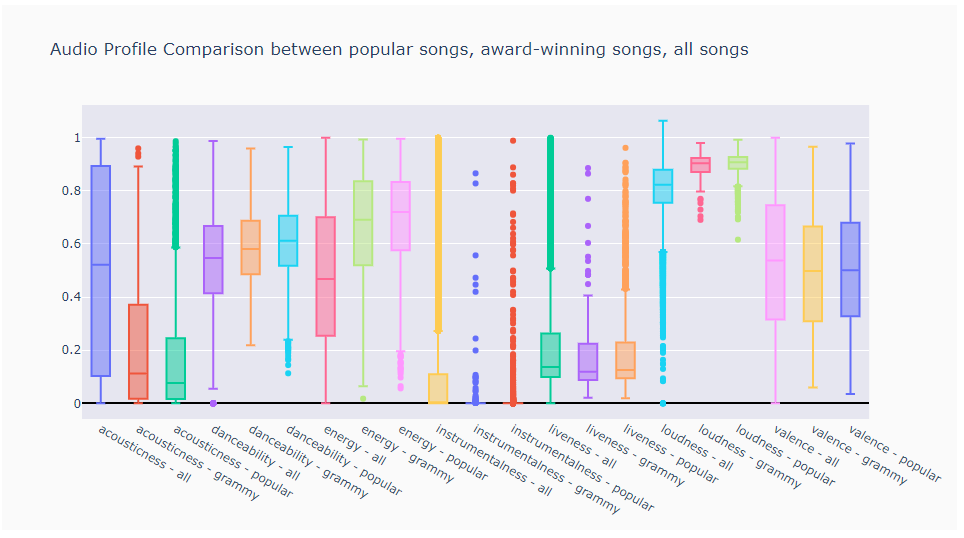 Audio Profile Comparison between popular songs, award-winning songs, all songs
1
0.8
0.6
0.4
0.2
0
acousticness - all
acousticness - grammy
acousticness - popular
danceability - all
danceability - grammy
danceability - popular
energy - all
energy - grammy
energy - popular
instrumentalness - all
instrumentalness - grammy
instrumentalness - popular
liveness - all
liveness - grammy
liveness - popular
loudness - all
loudness - grammy
loudness - popular
valence - all
valence - grammy
valence - popular